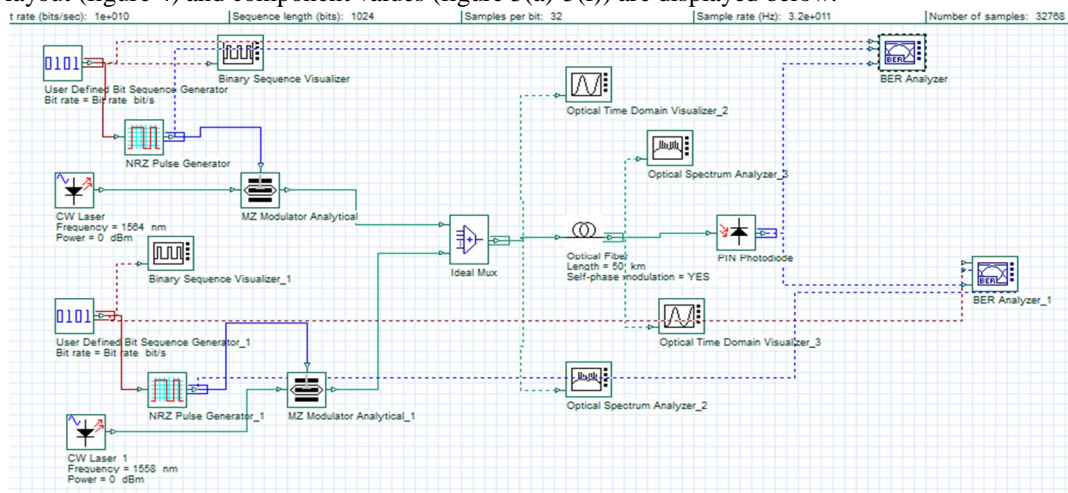 layout (figure 4) and component values (figure 5(a)-5(f)) are displayed below.
t rate (bits/sec): 1e+010 Sequence length (bits): 1024 Samples per bit: 32 Sample rate (Hz): 3.2e+011 Number of samples: 32768
0101
User Defined Bit Sequence Generator
Bit rate = Bit rate bit/s
Binary Sequence Visualizer
BER
BER Analyzer
Optical Time Domain Visualizer_2
NRZ Pulse Generator
Optical Spectrum Analyzer_3
CW Laser
Frequency = 1564 nm
Power = 0 dBm
MZ Modulator Analytical
Ideal Mux
Optical Fiber
Length = 50 km
Self-phase modulation = YES
PIN Photodiode
Binary Sequence Visualizer_1
BER
BER Analyzer_1
0101
User Defined Bit Sequence Generator_1
Bit rate = Bit rate bit/s
Optical Time Domain Visualizer_3
NRZ Pulse Generator_1
MZ Modulator Analytical_1
Optical Spectrum Analyzer_2
CW Laser 1
Frequency = 1558 nm
Power = 0 dBm